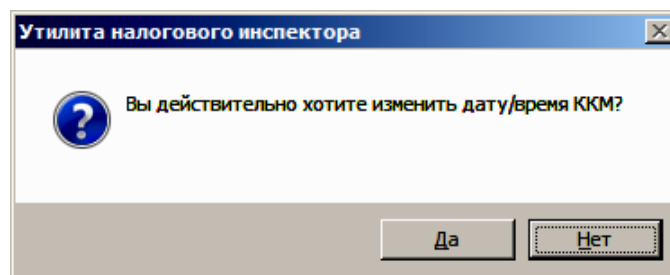 Утилита налогового инспектора
Вы действительно хотите изменить дату/время ККМ?
Да
Нет